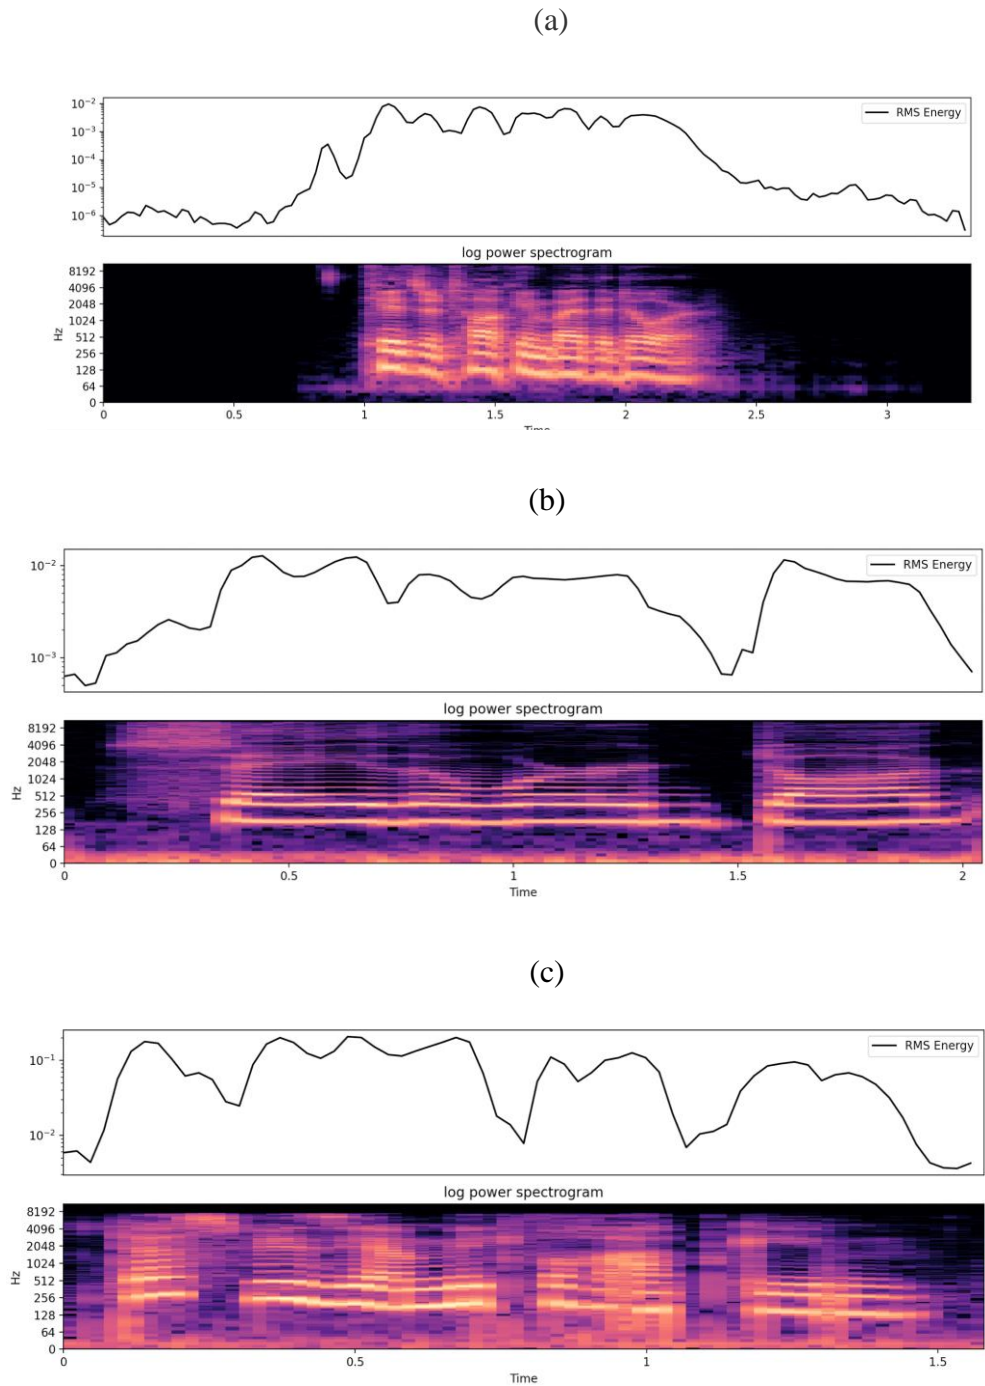 (a)
10⁻²
10⁻³
10⁻⁴
10⁻⁵
10⁻⁶
RMS Energy
log power spectrogram
8192
4096
2048
1024
512
256
128
64
0
Hz
0 0.5 1 1.5 2 2.5 3
Time
(b)
10⁻²
10⁻³
RMS Energy
log power spectrogram
8192
4096
2048
1024
512
256
128
64
0
Hz
0 0.5 1 1.5 2
Time
(c)
10⁻¹
10⁻²
RMS Energy
log power spectrogram
8192
4096
2048
1024
512
256
128
64
0
Hz
0 0.5 1 1.5
Time